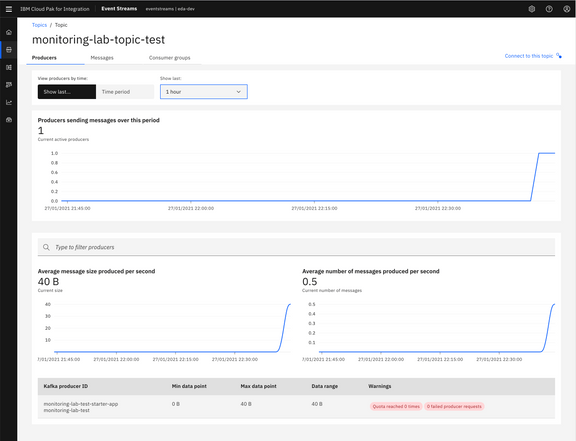 IBM Cloud Pak for Integration
Event Streams
eventstreams | eda-dev
Topics / Topic
monitoring-lab-topic-test
Producers
Messages
Consumer groups
Connect to this topic
View producers by time:
Show last:
Show last...
Time period
1 hour
Producers sending messages over this period
1
Current active producers
1.0
0.8
0.6
0.4
0.2
0.0
27/01/2021 21:45:00
27/01/2021 22:00:00
27/01/2021 22:15:00
27/01/2021 22:30:00
Type to filter producers
Average message size produced per second
40 B
Current size
40
30
20
10
7/01/2021 21:45:00
27/01/2021 22:00:00
27/01/2021 22:15:00
27/01/2021 22:30:00
Average number of messages produced per second
0.5
Current number of messages
0.5
0.4
0.3
0.2
0.1
7/01/2021 21:45:00
27/01/2021 22:00:00
27/01/2021 22:15:00
27/01/2021 22:30:00
Kafka producer ID
Min data point
Max data point
Data range
Warnings
monitoring-lab-test-starter-app
monitoring-lab-test
0 B
40 B
40 B
Quota reached 0 times
0 failed producer requests